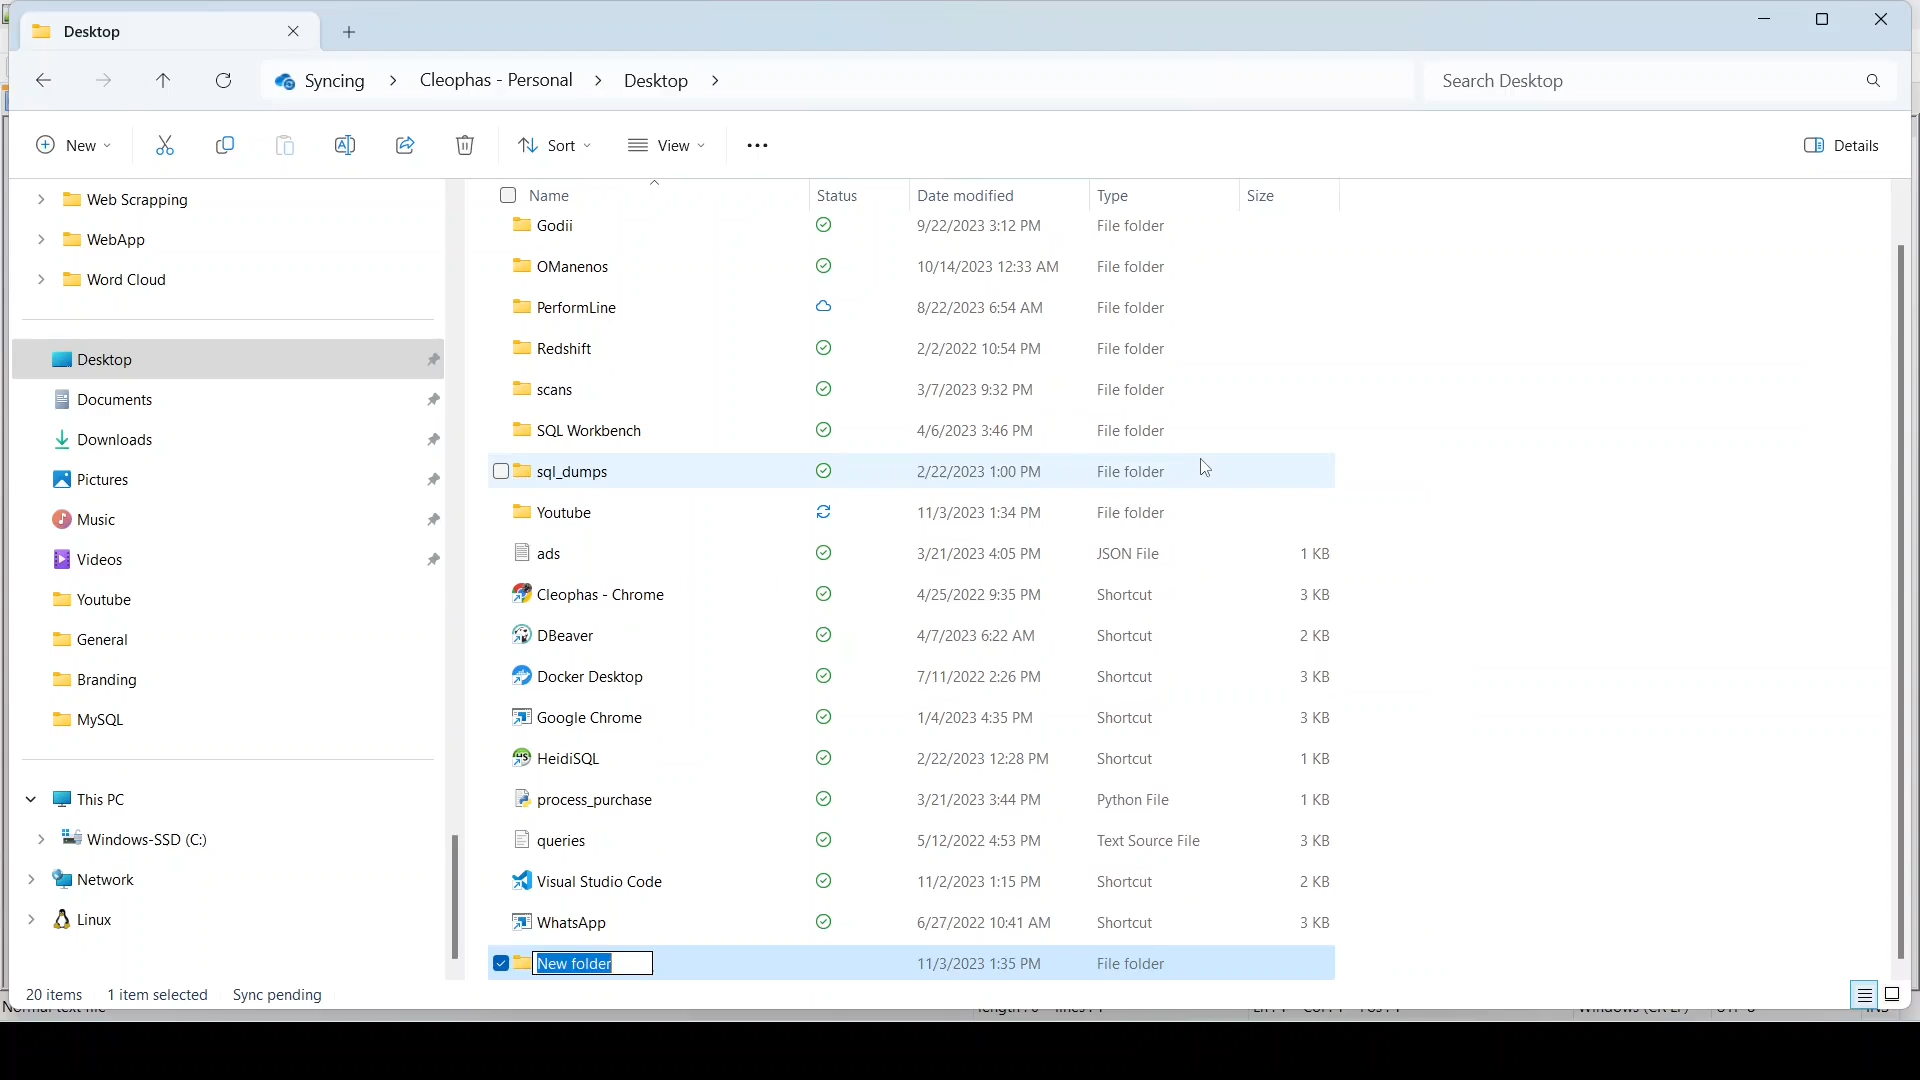 Desktop
Syncing
Cleophas - Personal
Desktop
Search Desktop
New
Sort
View
Details
Web Scrapping
WebApp
Word Cloud
Desktop
Documents
Downloads
Pictures
Music
Videos
Youtube
General
Branding
MySQL
This PC
Windows-SSD (C:)
Network
Linux
Name Status Date modified Type Size
Godii 9/22/2023 3:12 PM File folder
OManenos 10/14/2023 12:33 AM File folder
PerformLine 8/22/2023 6:54 AM File folder
Redshift 2/2/2022 10:54 PM File folder
scans 3/7/2023 9:32 PM File folder
SQL Workbench 4/6/2023 3:46 PM File folder
sql_dumps 2/22/2023 1:00 PM File folder
Youtube 11/3/2023 1:34 PM File folder
ads 3/21/2023 4:05 PM JSON File 1 KB
Cleophas - Chrome 4/25/2022 9:35 PM Shortcut 3 KB
DBeaver 4/7/2023 6:22 AM Shortcut 2 KB
Docker Desktop 7/11/2022 2:26 PM Shortcut 3 KB
Google Chrome 1/4/2023 4:35 PM Shortcut 3 KB
HeidiSQL 2/22/2023 12:28 PM Shortcut 1 KB
process_purchase 3/21/2023 3:44 PM Python File 1 KB
queries 5/12/2022 4:53 PM Text Source File 3 KB
Visual Studio Code 11/2/2023 1:15 PM Shortcut 2 KB
WhatsApp 6/27/2022 10:41 AM Shortcut 3 KB
New folder 11/3/2023 1:35 PM File folder
20 items 1 item selected Sync pending